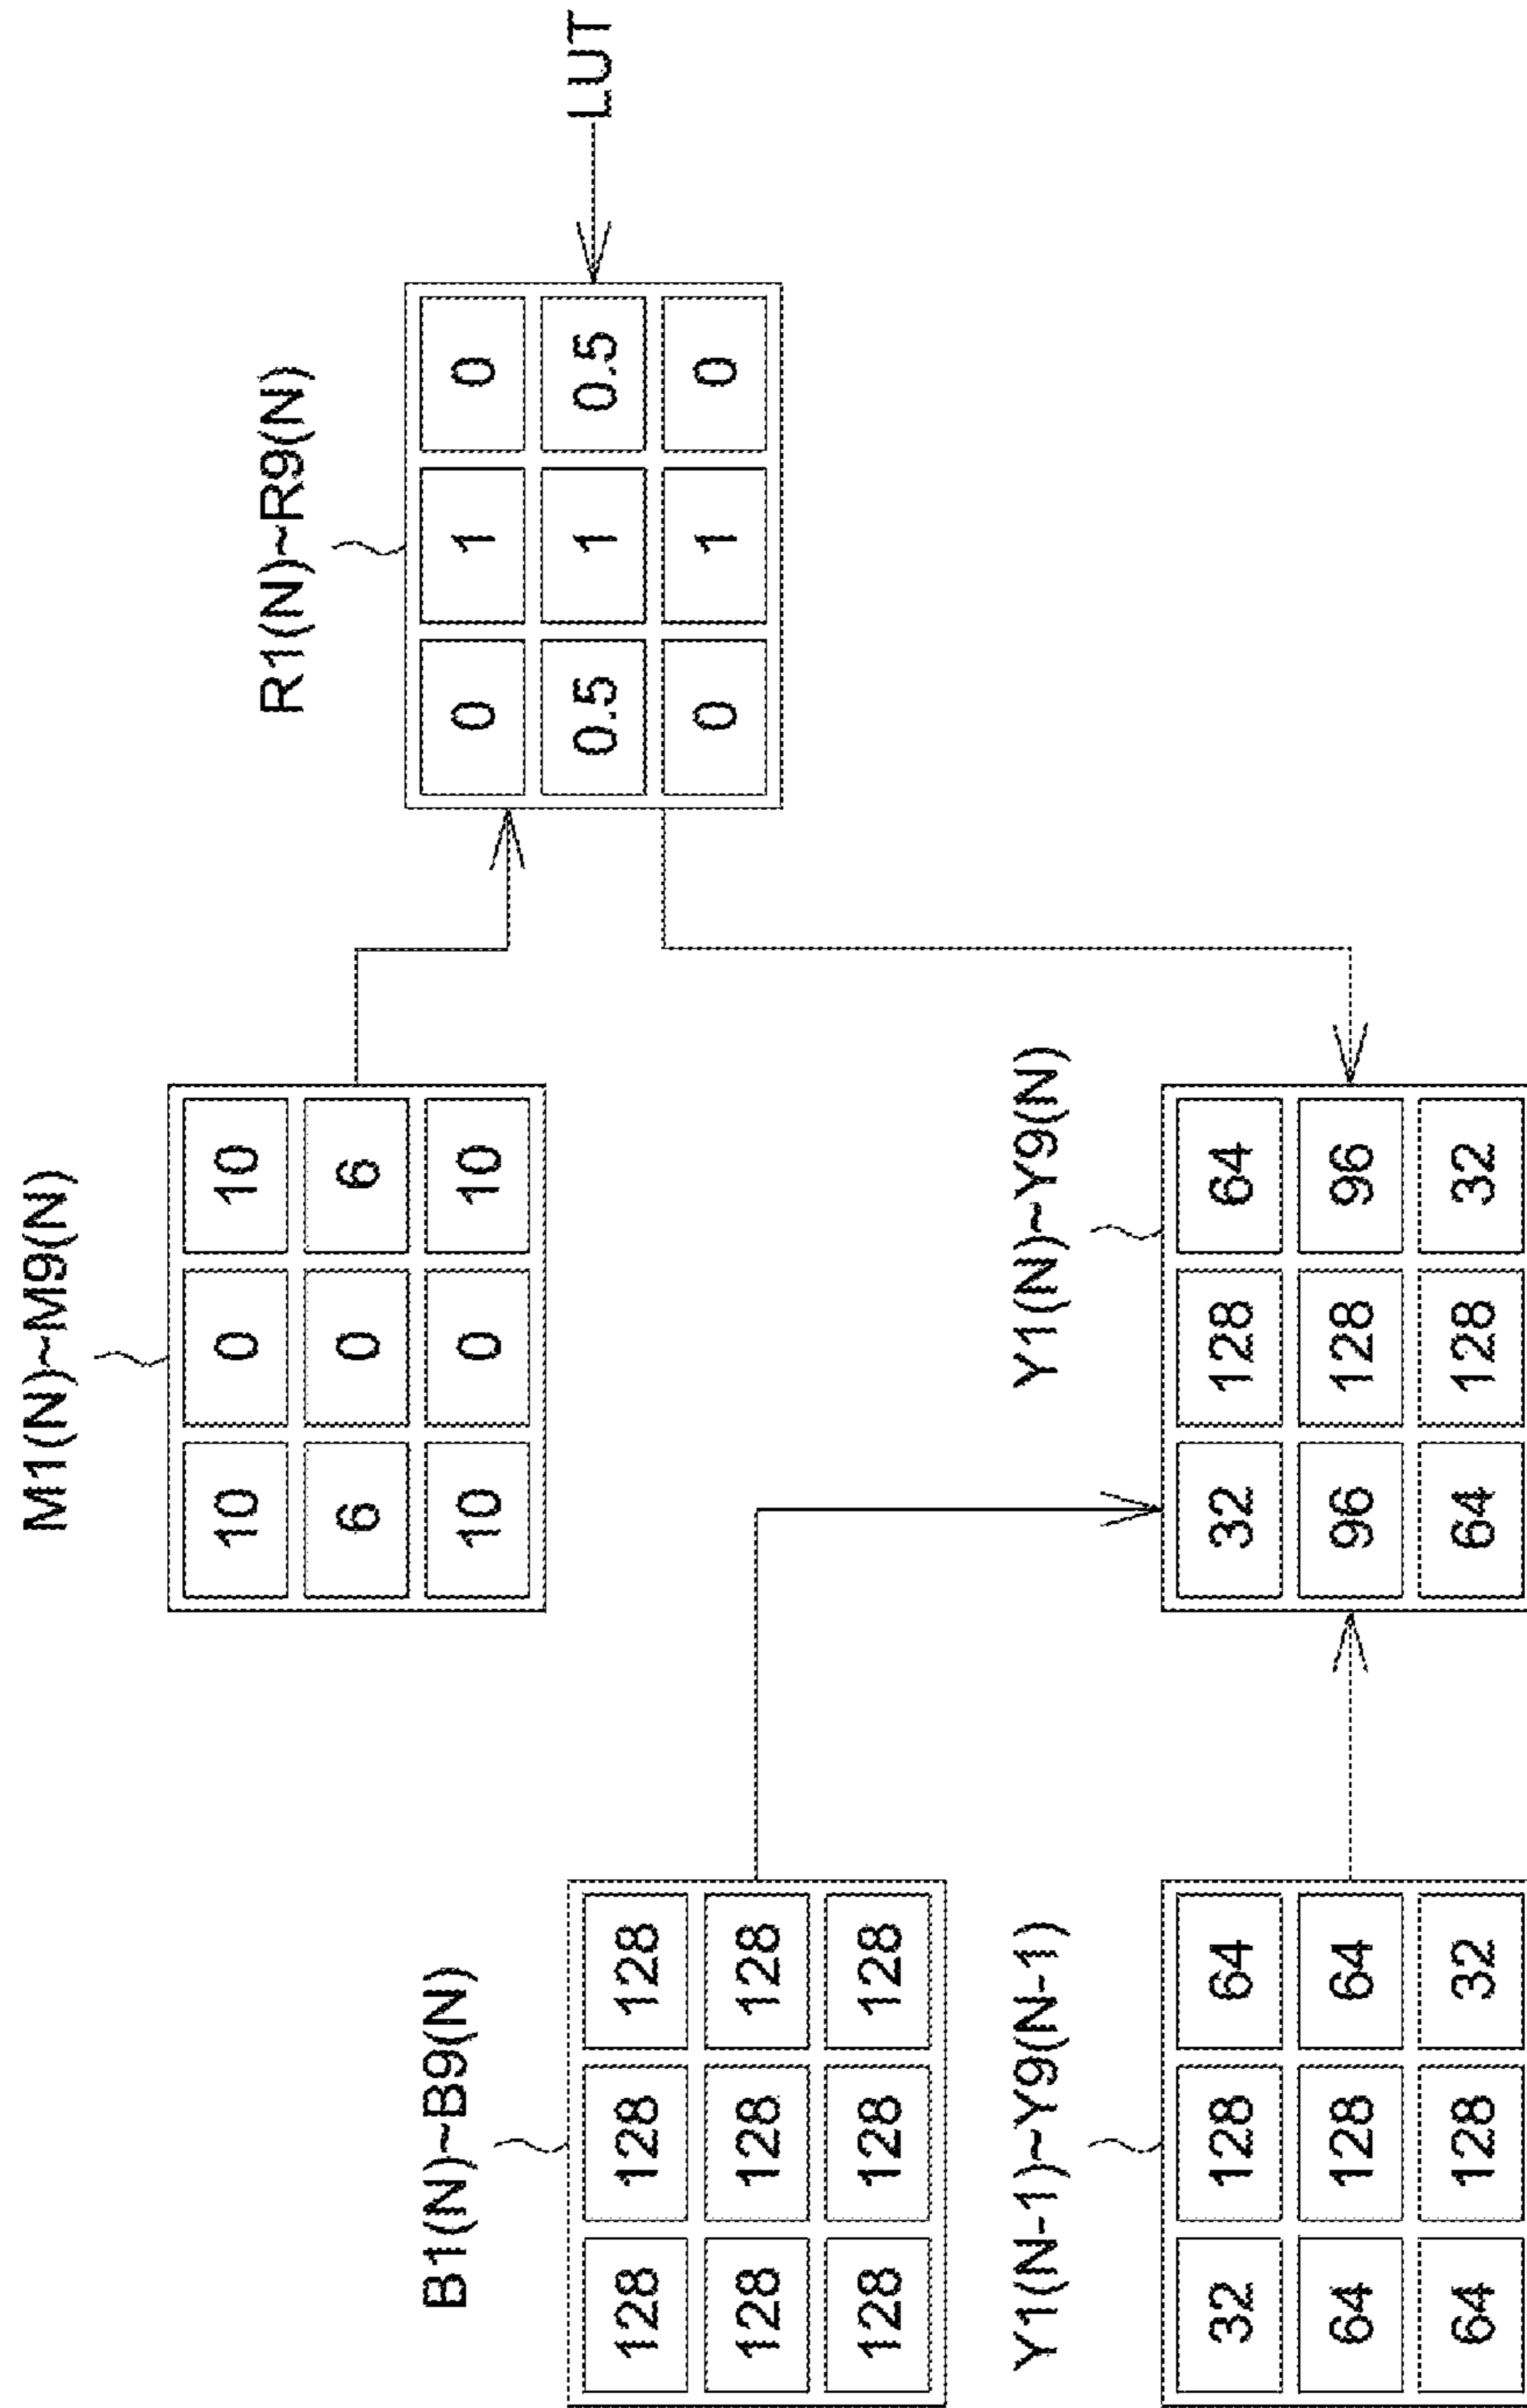 M1(N)~M9(N)
10 0 10
6 0 6
10 0 10
R1(N)~R9(N)
0 1 0
0.5 1 0.5
0 1 0
LUT
B1(N)~B9(N)
128 128 128
128 128 128
128 128 128
Y1(N-1)~Y9(N-1)
32 128 64
64 128 64
64 128 32
Y1(N)~Y9(N)
32 128 64
96 128 96
64 128 32